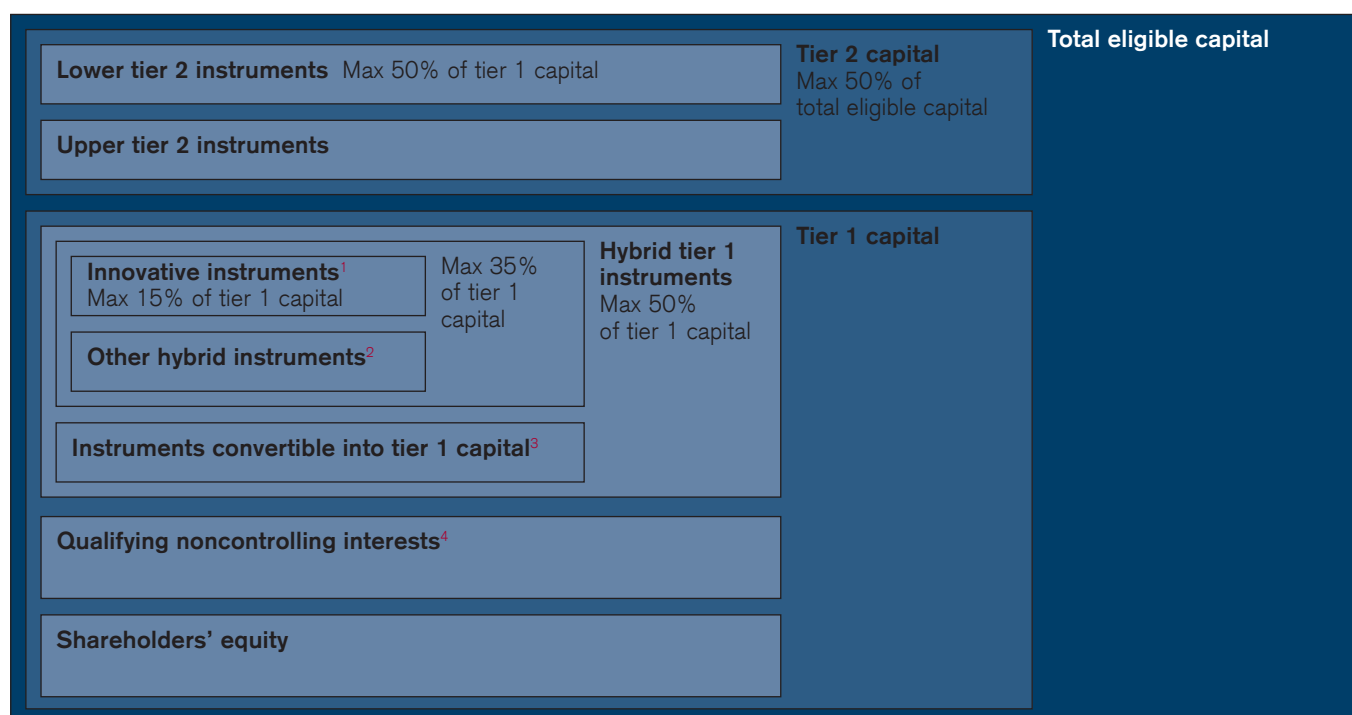 Total eligible capital
Tier 2 capital
Max 50% of
total eligible capital
Lower tier 2 instruments Max 50% of tier 1 capital
Upper tier 2 instruments
Tier 1 capital
Hybrid tier 1
instruments
Max 50%
of tier 1 capital
Max 35%
of tier 1
capital
Innovative instruments¹
Max 15% of tier 1 capital
Other hybrid instruments²
Instruments convertible into tier 1 capital³
Qualifying noncontrolling interests⁴
Shareholders’ equity